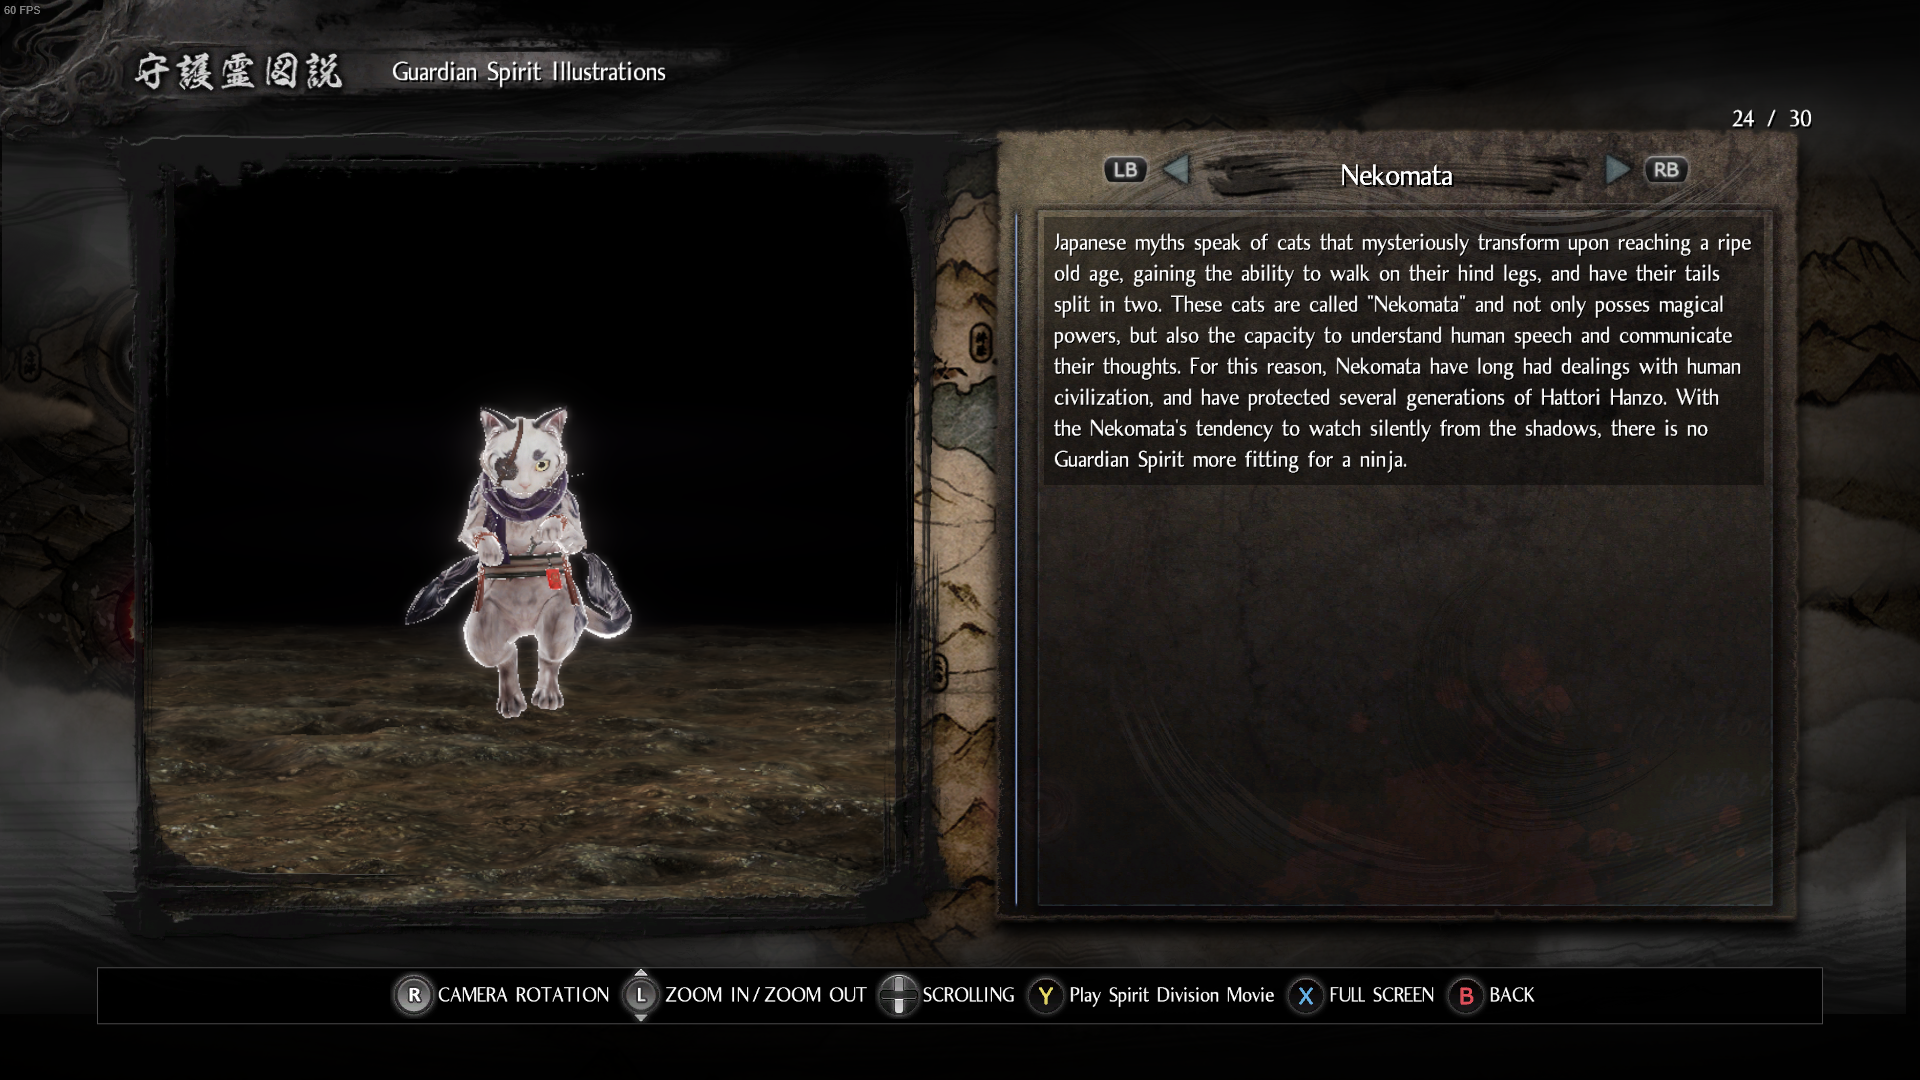 60 FPS
守護霊図説 Guardian Spirit Illustrations
24 / 30
LB Nekomata RB
Japanese myths speak of cats that mysteriously transform upon reaching a ripe
old age, gaining the ability to walk on their hind legs, and have their tails
split in two. These cats are called "Nekomata" and not only posses magical
powers, but also the capacity to understand human speech and communicate
their thoughts. For this reason, Nekomata have long had dealings with human
civilization, and have protected several generations of Hattori Hanzo. With
the Nekomata's tendency to watch silently from the shadows, there is no
Guardian Spirit more fitting for a ninja.
R CAMERA ROTATION L ZOOM IN/ZOOM OUT SCROLLING Y Play Spirit Division Movie X FULL SCREEN B BACK